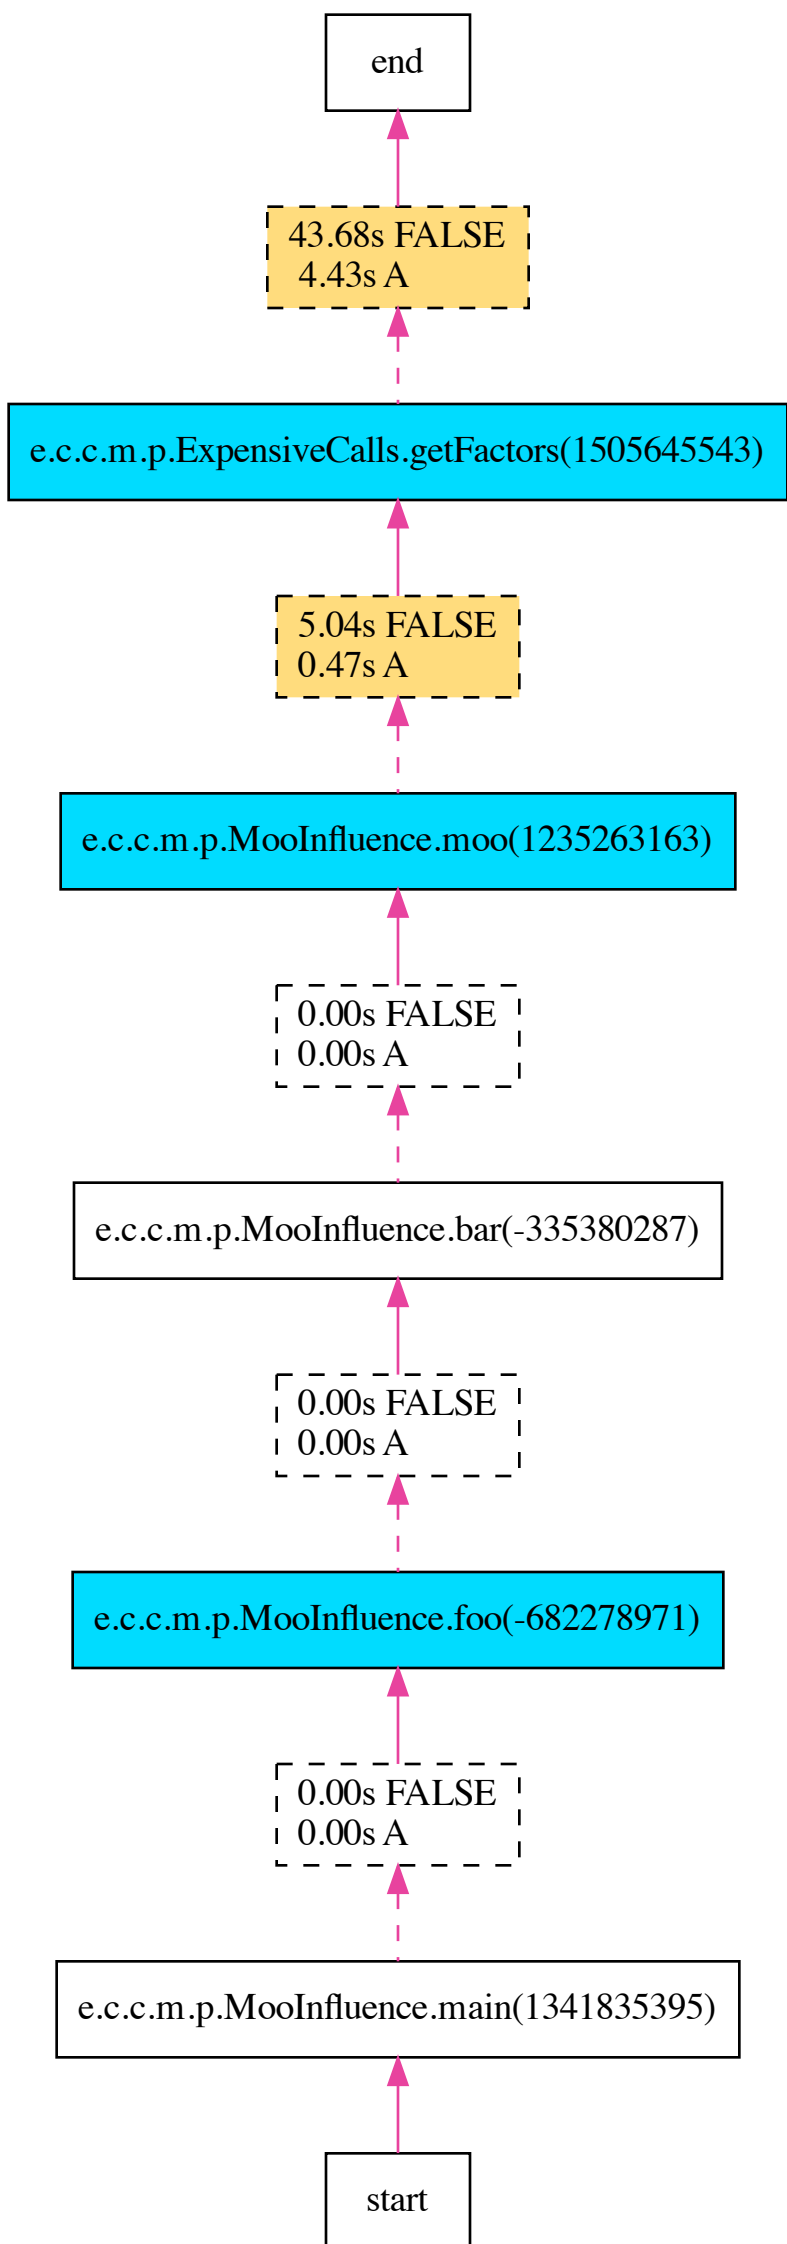 end
43.68s FALSE
4.43s A
e.c.c.m.p.ExpensiveCalls.getFactors(1505645543)
5.04s FALSE
0.47s A
e.c.c.m.p.MooInfluence.moo(1235263163)
0.00s FALSE
0.00s A
e.c.c.m.p.MooInfluence.bar(-335380287)
0.00s FALSE
0.00s A
e.c.c.m.p.MooInfluence.foo(-682278971)
0.00s FALSE
0.00s A
e.c.c.m.p.MooInfluence.main(1341835395)
start